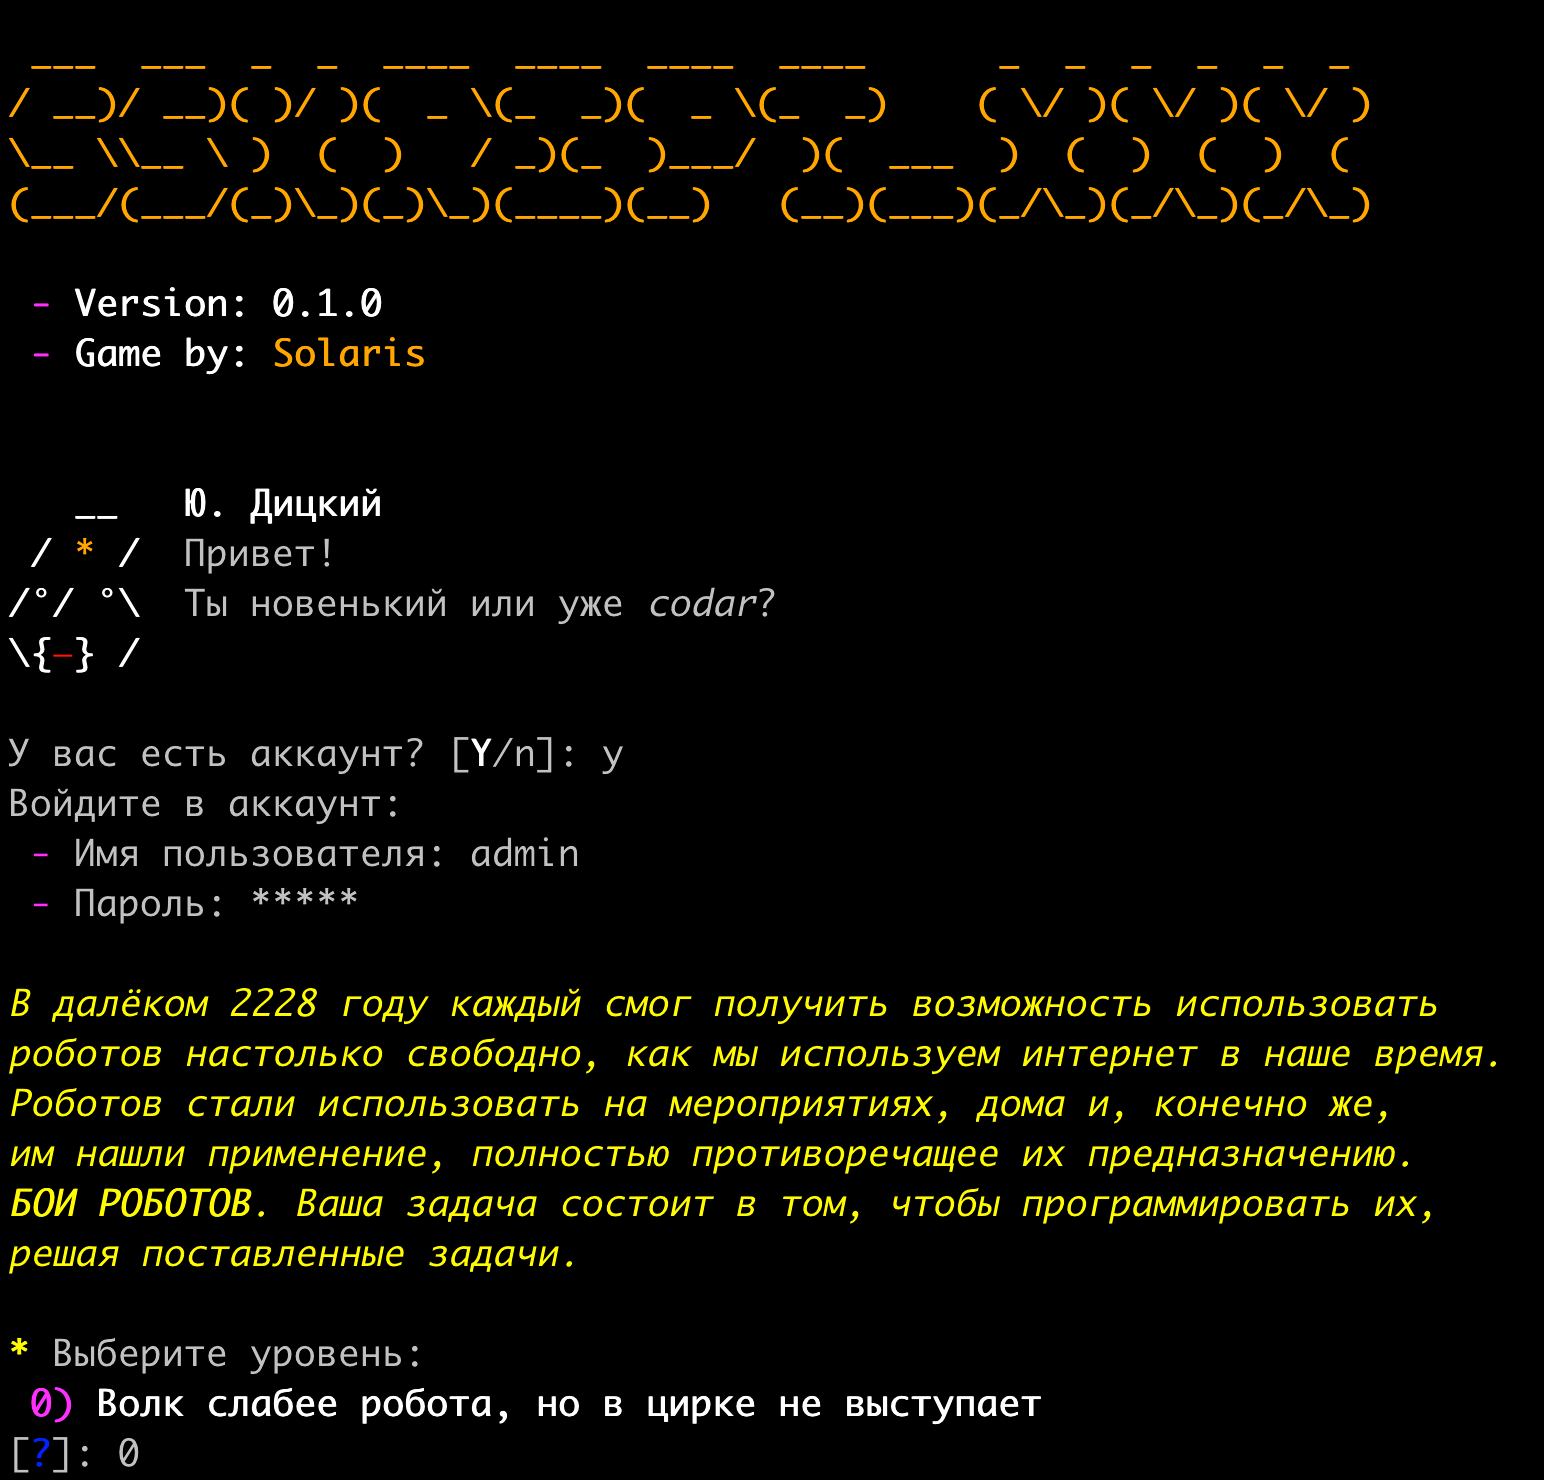 ___  ___  _  _  ____  ____  ____  ____      _  _  _  _  _  _
/ __)/ __)( )/ )(  _ \(_  _)(  _ \(_  _)    ( \/ )( \/ )( \/ )
\__ \\__ \ )  (  )   / _)(_  )___/  )(  ___  )  (  )  (  )  (
(___/(___/(_)\_)(_)\_)(____)(__)   (__)(___)(_/\_)(_/\_)(_/\_)
- Version: 0.1.0
- Game by: Solaris
   __   Ю. Дицкий
 / * /  Привет!
/°/ °\  Ты новенький или уже codar?
\{-} /
У вас есть аккаунт? [Y/n]: y
Войдите в аккаунт:
- Имя пользователя: admin
- Пароль: *****
В далёком 2228 году каждый смог получить возможность использовать
роботов настолько свободно, как мы используем интернет в наше время.
Роботов стали использовать на мероприятиях, дома и, конечно же,
им нашли применение, полностью противоречащее их предназначению.
БОИ РОБОТОВ. Ваша задача состоит в том, чтобы программировать их,
решая поставленные задачи.
* Выберите уровень:
0) Волк слабее робота, но в цирке не выступает
[?]: 0